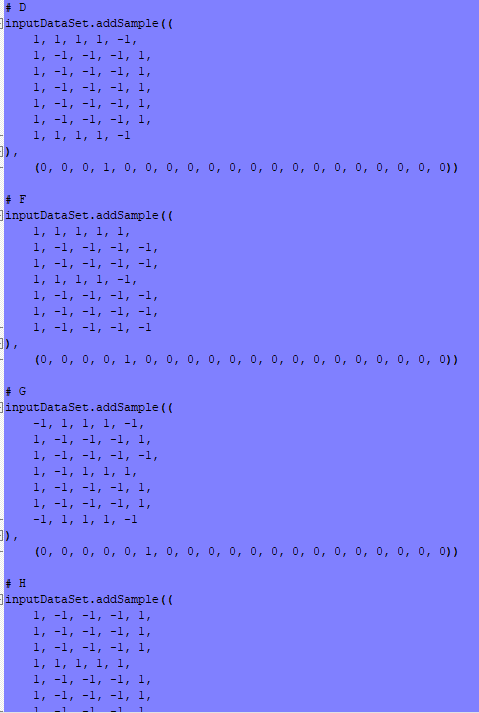 # D
inputDataSet.addSample((
1, 1, 1, 1, -1,
1, -1, -1, -1, 1,
1, -1, -1, -1, 1,
1, -1, -1, -1, 1,
1, -1, -1, -1, 1,
1, -1, -1, -1, 1,
1, 1, 1, 1, -1
),
(0, 0, 0, 1, 0, 0, 0, 0, 0, 0, 0, 0, 0, 0, 0, 0, 0, 0, 0, 0))
# F
inputDataSet.addSample((
1, 1, 1, 1, 1,
1, -1, -1, -1, -1,
1, -1, -1, -1, -1,
1, 1, 1, 1, -1,
1, -1, -1, -1, -1,
1, -1, -1, -1, -1,
1, -1, -1, -1, -1
),
(0, 0, 0, 0, 1, 0, 0, 0, 0, 0, 0, 0, 0, 0, 0, 0, 0, 0, 0, 0))
# G
inputDataSet.addSample((
-1, 1, 1, 1, -1,
1, -1, -1, -1, 1,
1, -1, -1, -1, -1,
1, -1, 1, 1, 1,
1, -1, -1, -1, 1,
1, -1, -1, -1, 1,
-1, 1, 1, 1, -1
),
(0, 0, 0, 0, 0, 1, 0, 0, 0, 0, 0, 0, 0, 0, 0, 0, 0, 0, 0, 0))
# H
inputDataSet.addSample((
1, -1, -1, -1, 1,
1, -1, -1, -1, 1,
1, -1, -1, -1, 1,
1, 1, 1, 1, 1,
1, -1, -1, -1, 1,
1, -1, -1, -1, 1,
1, -1, -1, -1, 1